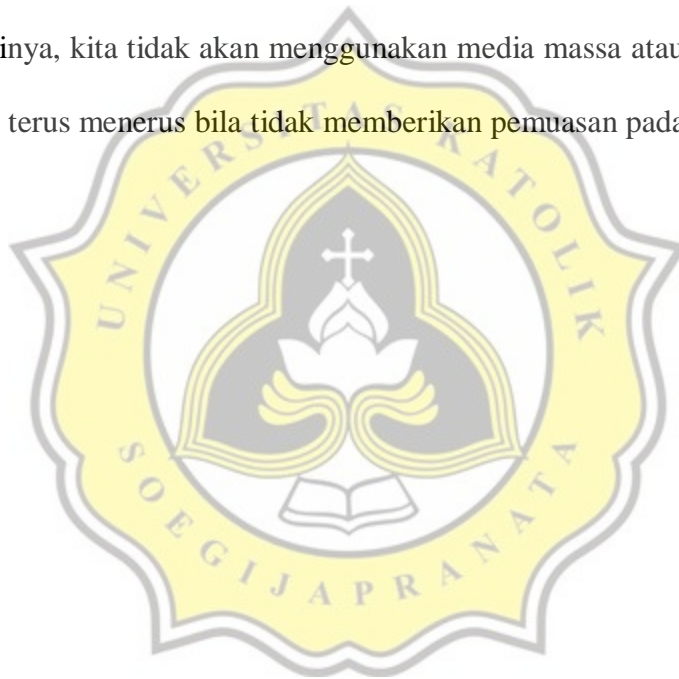 inya, kita tidak akan menggunakan media massa atau
terus menerus bila tidak memberikan pemuasan pada
UNIVERSITAS KATOLIK
SOEGIJAPRANATA